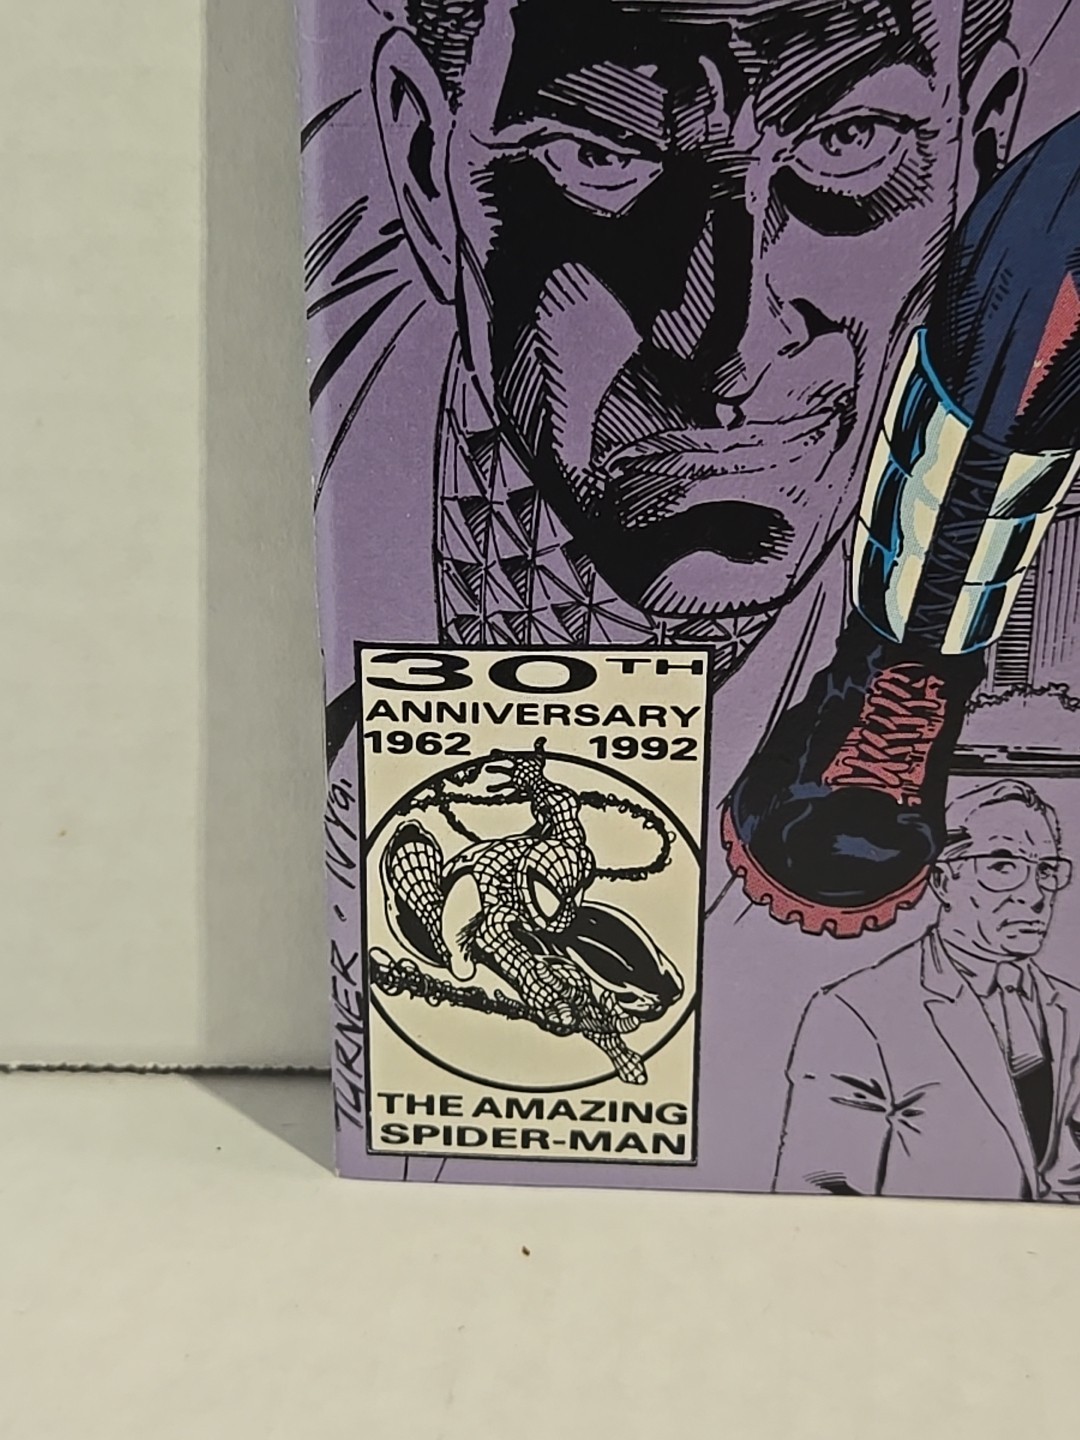 30TH
ANNIVERSARY
1962 1992
THE AMAZING
SPIDER-MAN
TURNER · IVY